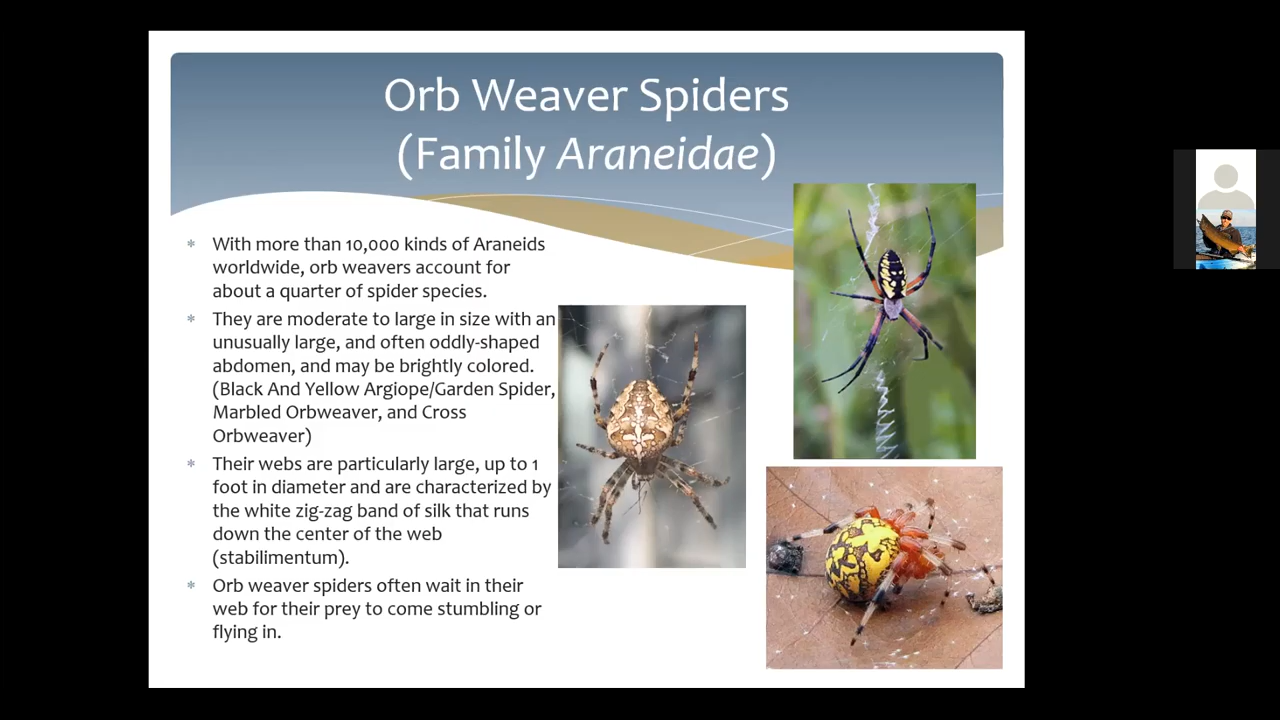 Orb Weaver Spiders
(Family Araneidae)
* With more than 10,000 kinds of Araneids
worldwide, orb weavers account for
about a quarter of spider species.
* They are moderate to large in size with an
unusually large, and often oddly-shaped
abdomen, and may be brightly colored.
(Black And Yellow Argiope/Garden Spider,
Marbled Orbweaver, and Cross
Orbweaver)
* Their webs are particularly large, up to 1
foot in diameter and are characterized by
the white zig-zag band of silk that runs
down the center of the web
(stabilimentum).
* Orb weaver spiders often wait in their
web for their prey to come stumbling or
flying in.